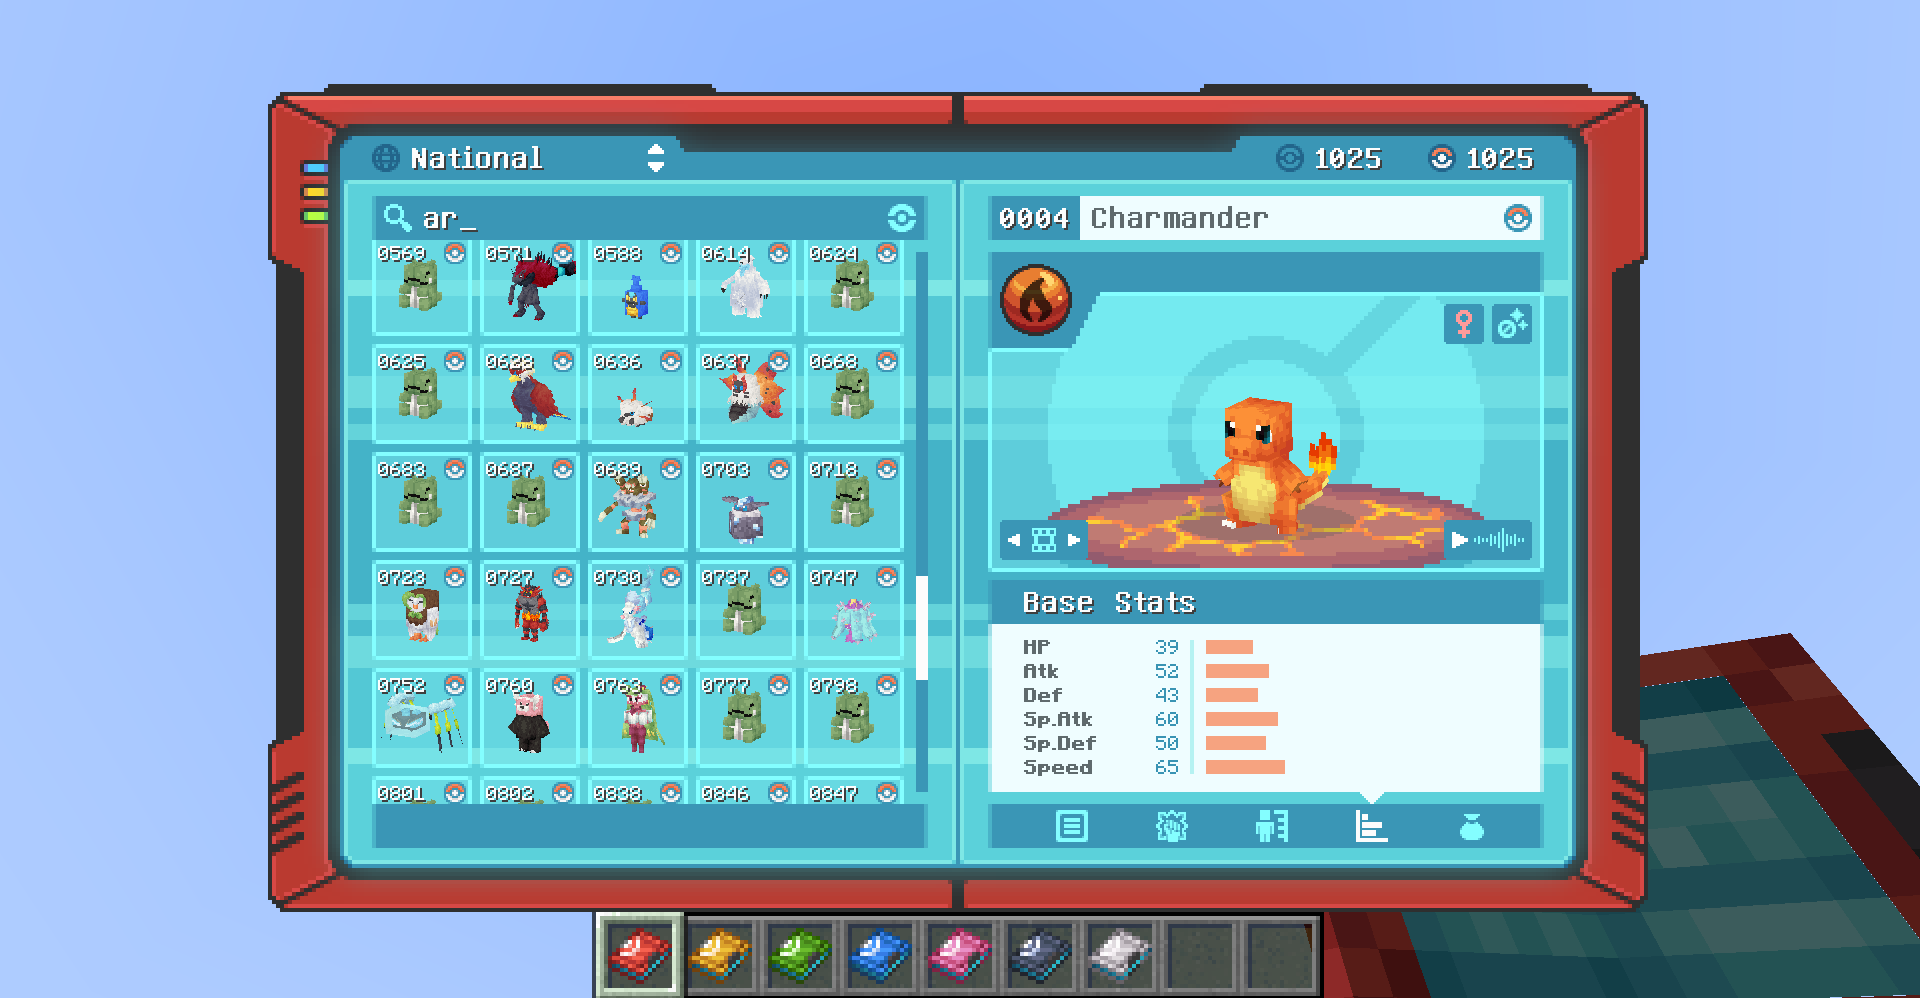 National
1025 1025
ar_
0004 Charmander
0569 0571 0588 0614 0624
0625 0628 0636 0637 0668
0683 0687 0689 0703 0718
0723 0727 0730 0737 0747
0752 0760 0763 0777 0798
0801 0802 0838 0846 0847
Base Stats
HP 39
Atk 52
Def 43
Sp.Atk 60
Sp.Def 50
Speed 65